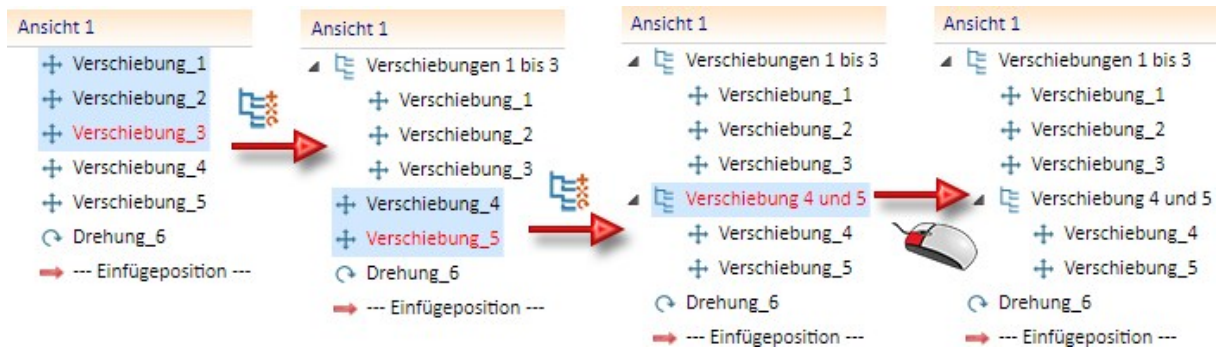 Ansicht 1
Verschiebung_1
Verschiebung_2
Verschiebung_3
Verschiebung_4
Verschiebung_5
Drehung_6
--- Einfügeposition ---
Ansicht 1
Verschiebungen 1 bis 3
Verschiebung_1
Verschiebung_2
Verschiebung_3
Verschiebung_4
Verschiebung_5
Drehung_6
--- Einfügeposition ---
Ansicht 1
Verschiebungen 1 bis 3
Verschiebung_1
Verschiebung_2
Verschiebung_3
Verschiebung 4 und 5
Verschiebung_4
Verschiebung_5
Drehung_6
--- Einfügeposition ---
Ansicht 1
Verschiebungen 1 bis 3
Verschiebung_1
Verschiebung_2
Verschiebung_3
Verschiebung 4 und 5
Verschiebung_4
Verschiebung_5
Drehung_6
--- Einfügeposition ---